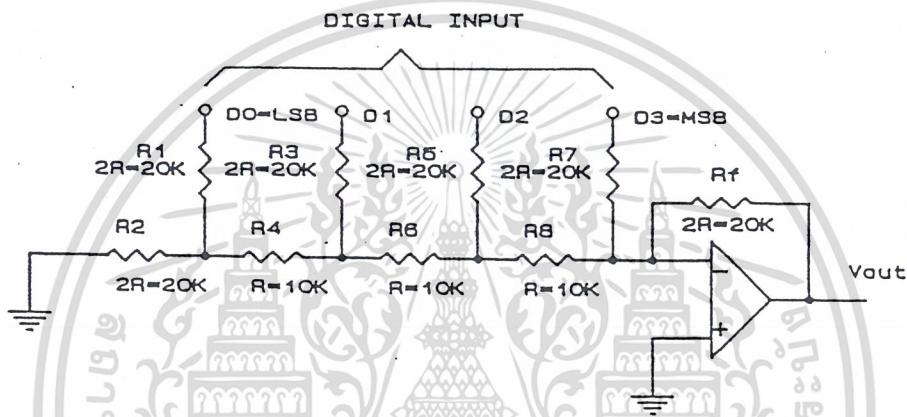 DIGITAL INPUT
D0=LSB
D1
D2
D3=MSB
R1
2R=20K
R3
2R=20K
R5
2R=20K
R7
2R=20K
Rf
2R=20K
R2
R4
R6
R8
2R=20K
R=10K
R=10K
R=10K
-
+
Vout